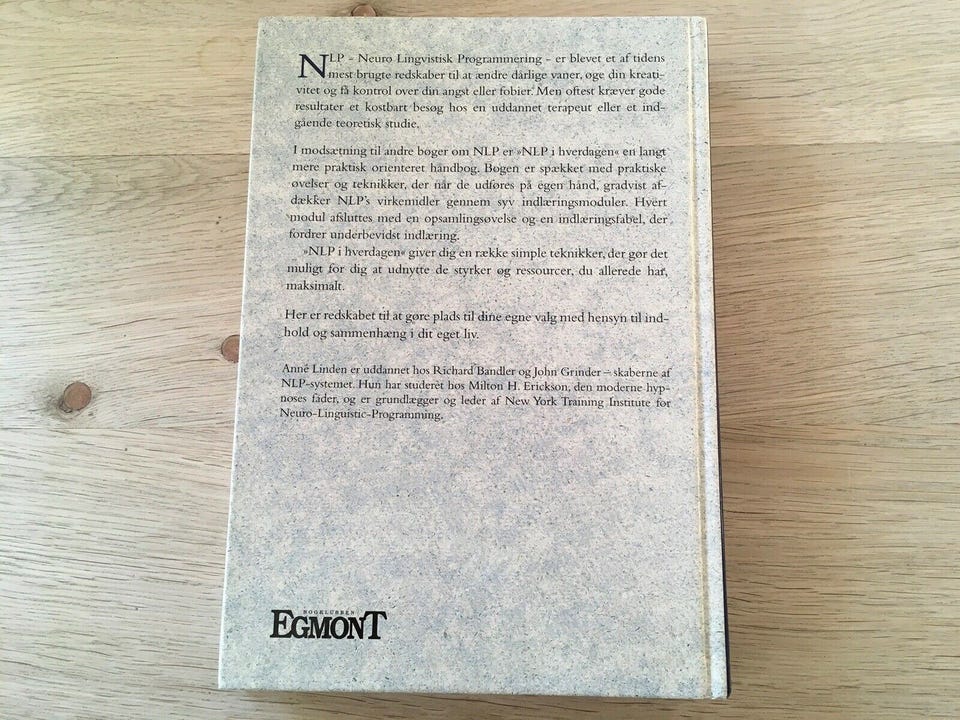 NLP - Neuro Lingvistisk Programmering - er blevet et af tidens
mest brugte redskaber til at ændre dårlige vaner, øge din kreati-
vitet og få kontrol over din angst eller fobier. Men oftest kræver gode
resultater et kostbart besøg hos en uddannet terapeut eller et ind-
gående teoretisk studie.
I modsætning til andre bøger om NLP er »NLP i hverdagen« en langt
mere praktisk orienteret håndbog. Bogen er spækket med praktiske
øvelser og teknikker, der når de udføres på egen hånd, gradvist af-
dækker NLP's virkemidler gennem syv indlæringsmoduler. Hvert
modul afsluttes med en opsamlingsøvelse og en indlæringsfabel, der
fordrer underbevidst indlæring.
»NLP i hverdagen« giver dig en række simple teknikker, der gør det
muligt for dig at udnytte de styrker og ressourcer, du allerede har,
maksimalt.
Her er redskabet til at gøre plads til dine egne valg med hensyn til ind-
hold og sammenhæng i dit eget liv.
Anné Linden er uddannet hos Richard Bandler og John Grinder – skaberne af
NLP-systemet. Hun har studeret hos Milton H. Erickson, den moderne hyp-
noses fader, og er grundlægger og leder af New York Training Institute for
Neuro-Linguistic-Programming.
BOGKLUBBEN
EGMONT